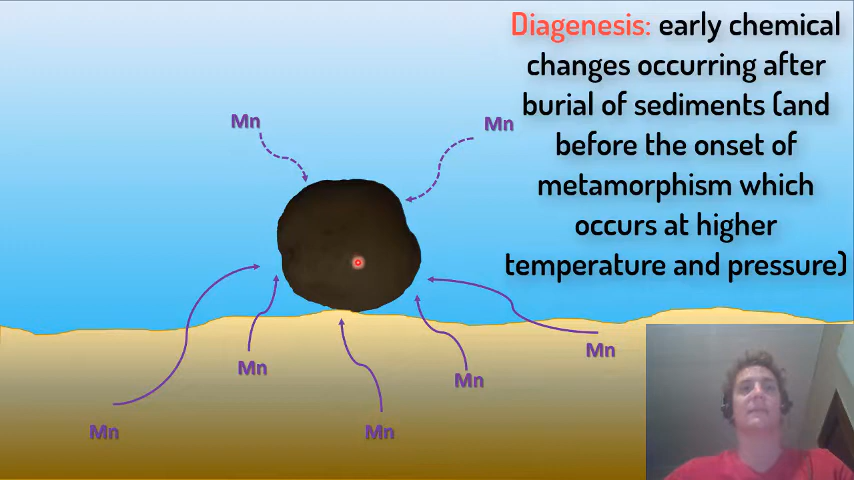 Diagenesis: early chemical
changes occurring after
burial of sediments (and
before the onset of
metamorphism which
occurs at higher
temperature and pressure)
Mn
Mn
Mn
Mn
Mn
Mn
Mn